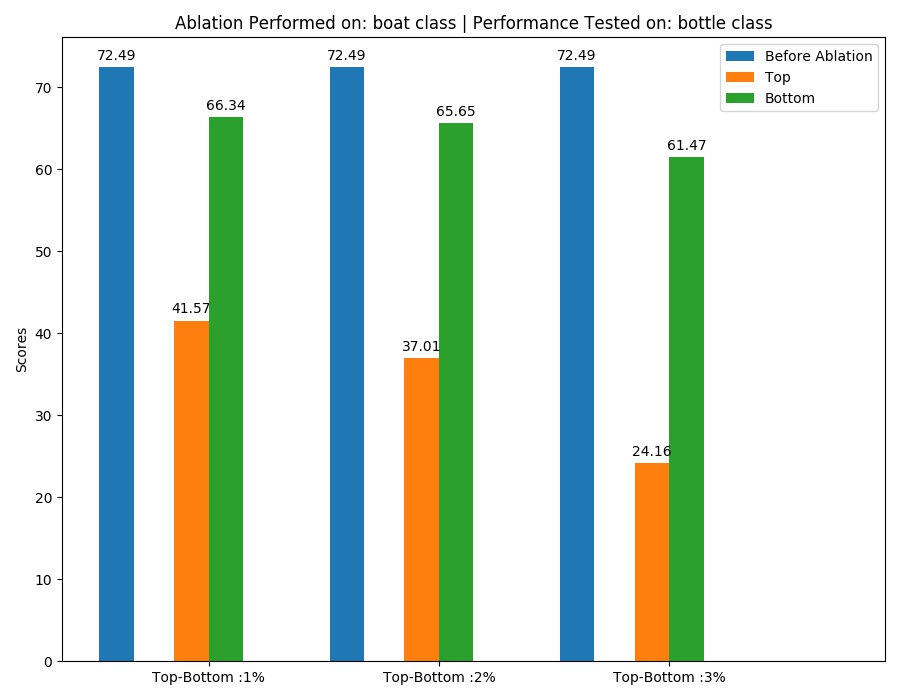 Ablation Performed on: boat class | Performance Tested on: bottle class
72.49
72.49
72.49
Before Ablation
Top
Bottom
66.34
65.65
61.47
41.57
37.01
24.16
Scores
70
60
50
40
30
20
10
0
Top-Bottom :1%
Top-Bottom :2%
Top-Bottom :3%